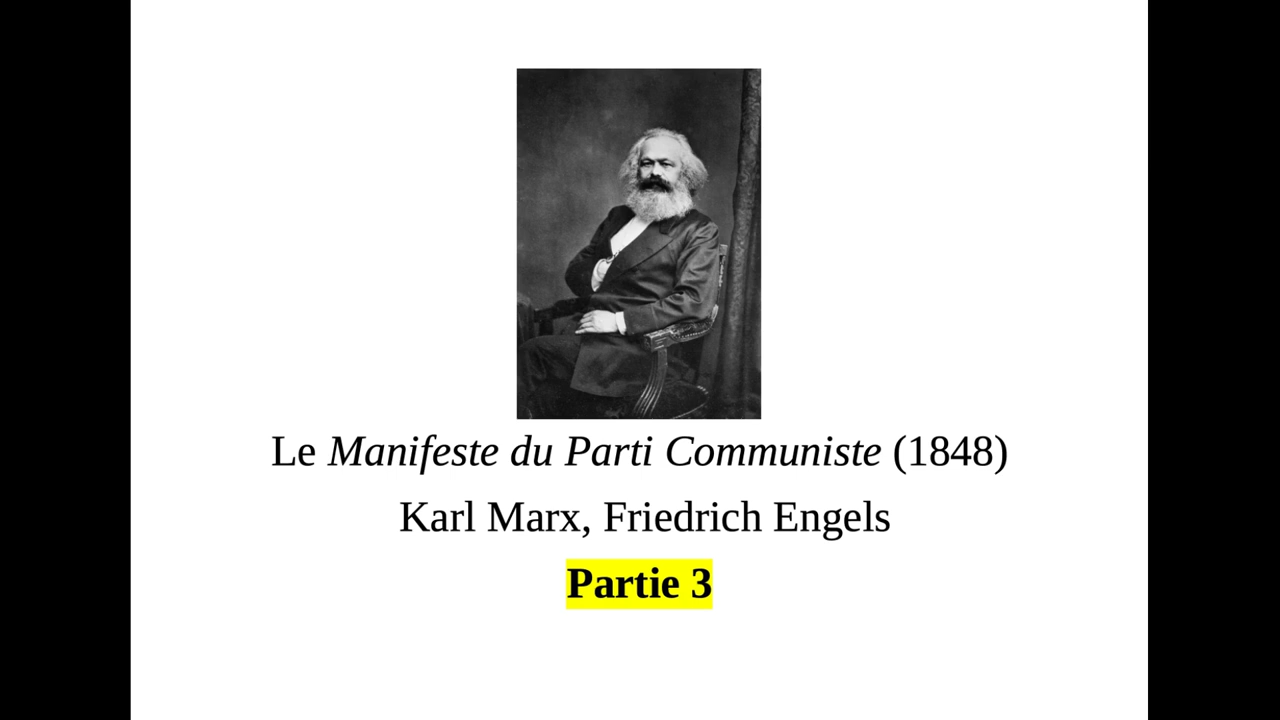 Le Manifeste du Parti Communiste (1848)
Karl Marx, Friedrich Engels
Partie 3